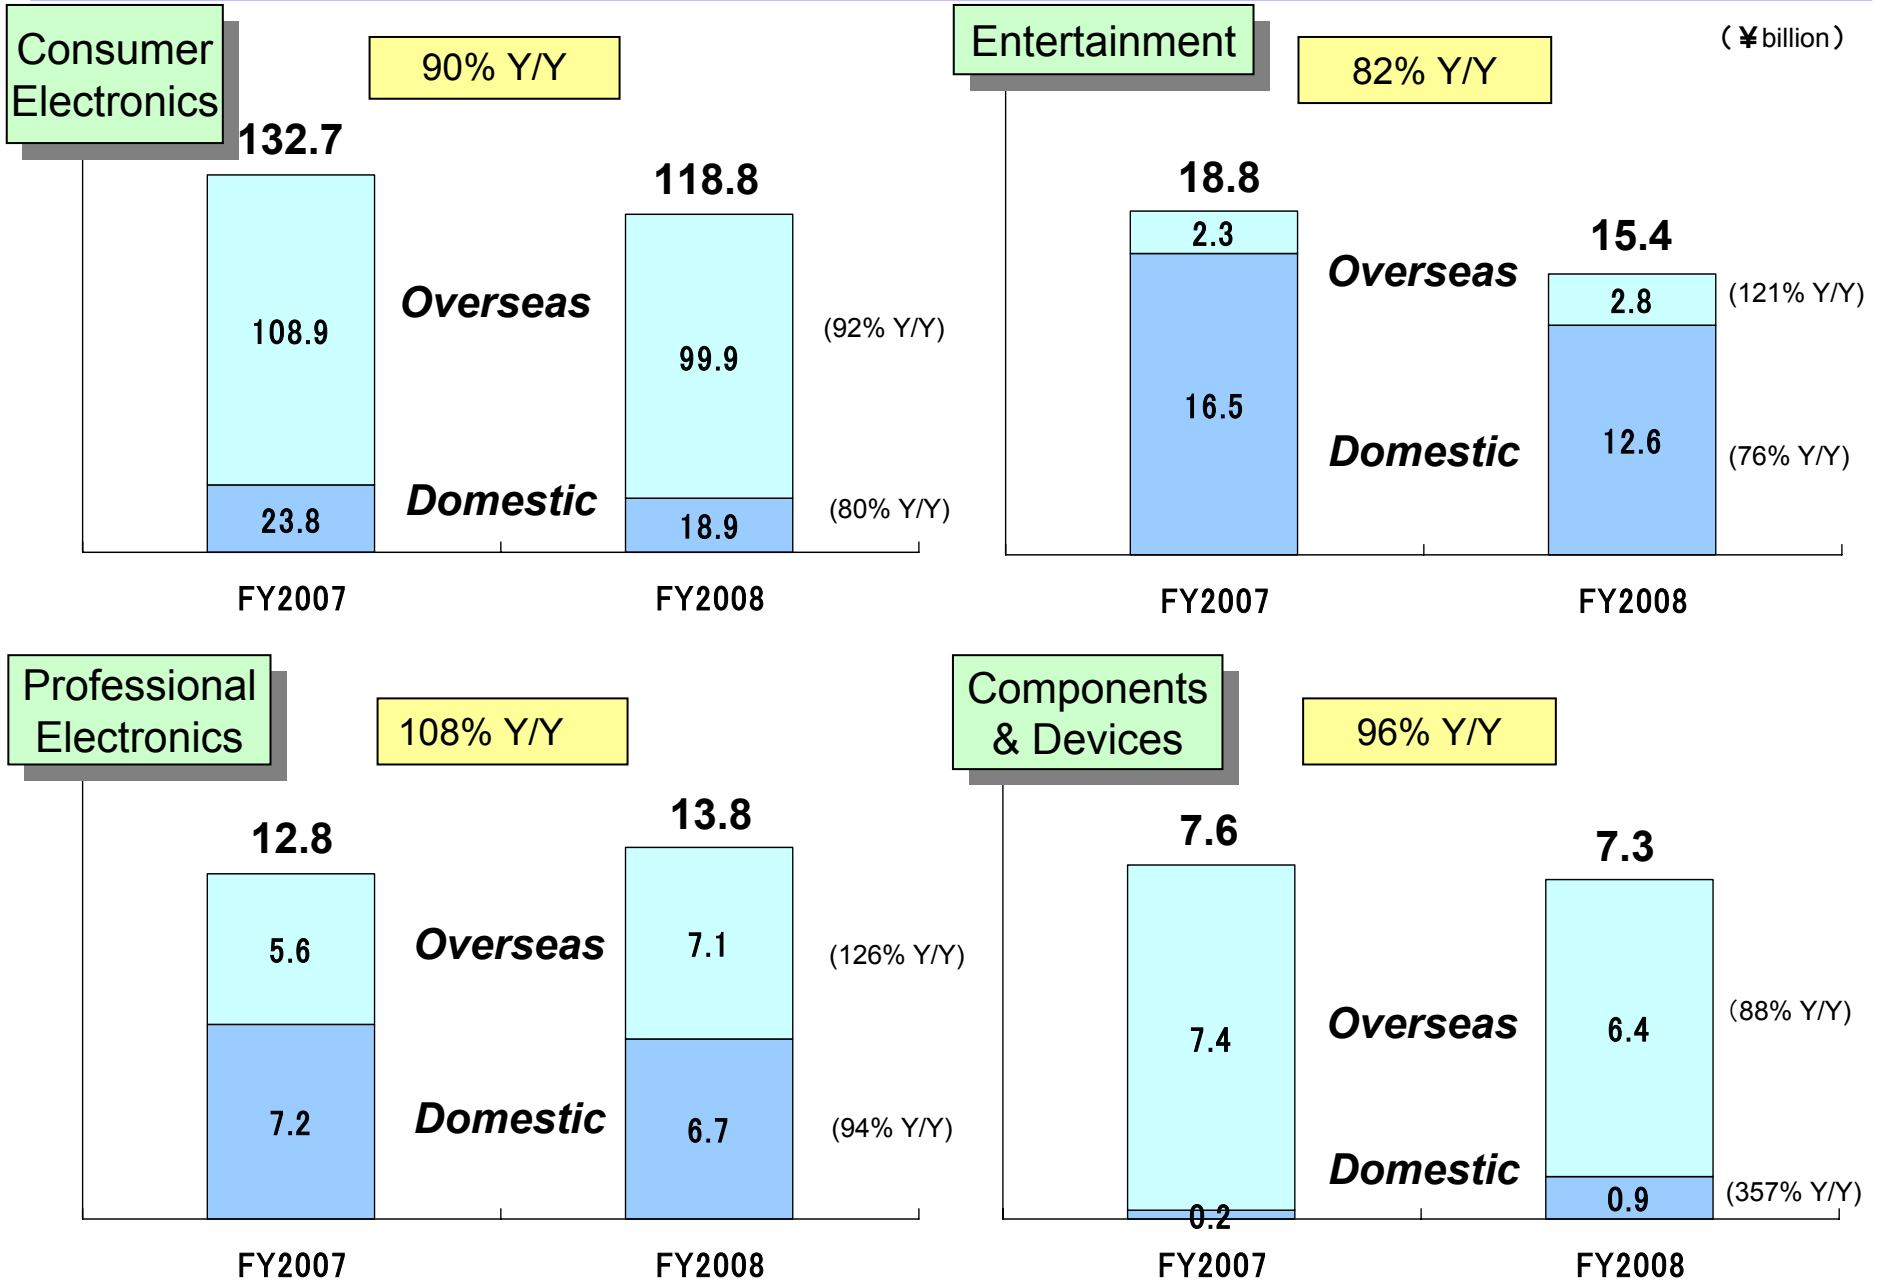 Consumer
Electronics
90% Y/Y
132.7
118.8
108.9
Overseas
99.9
(92% Y/Y)
23.8
Domestic
18.9
(80% Y/Y)
FY2007
FY2008
Entertainment
82% Y/Y
(¥billion)
18.8
15.4
2.3
Overseas
2.8
(121% Y/Y)
16.5
Domestic
12.6
(76% Y/Y)
FY2007
FY2008
Professional
Electronics
108% Y/Y
12.8
13.8
5.6
Overseas
7.1
(126% Y/Y)
7.2
Domestic
6.7
(94% Y/Y)
FY2007
FY2008
Components
& Devices
96% Y/Y
7.6
7.3
7.4
Overseas
6.4
(88% Y/Y)
0.2
Domestic
0.9
(357% Y/Y)
FY2007
FY2008